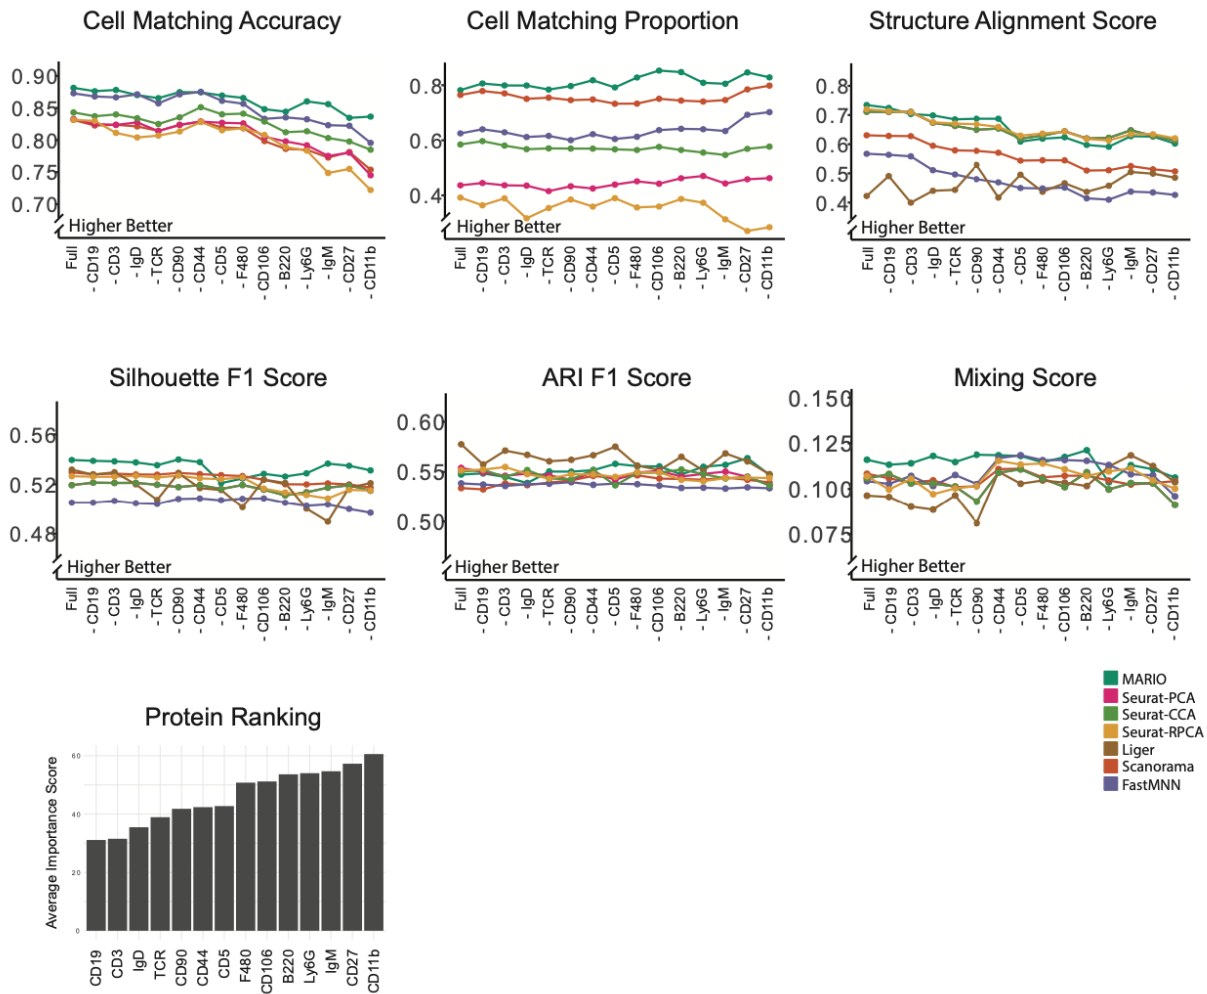 Cell Matching Accuracy
0.90
0.85
0.80
0.75
0.70
Higher Better
Full
- CD19
- CD3
- IgD
- TCR
- CD90
- CD44
- CD5
- F480
- CD106
- B220
- Ly6G
- IgM
- CD27
- CD11b
Cell Matching Proportion
0.8
0.6
0.4
Higher Better
Full
- CD19
- CD3
- IgD
- TCR
- CD90
- CD44
- CD5
- F480
- CD106
- B220
- Ly6G
- IgM
- CD27
- CD11b
Structure Alignment Score
0.8
0.7
0.6
0.5
0.4
Higher Better
Full
- CD19
- CD3
- IgD
- TCR
- CD90
- CD44
- CD5
- F480
- CD106
- B220
- Ly6G
- IgM
- CD27
- CD11b
Silhouette F1 Score
0.56
0.52
0.48
Higher Better
Full
- CD19
- CD3
- IgD
- TCR
- CD90
- CD44
- CD5
- F480
- CD106
- B220
- Ly6G
- IgM
- CD27
- CD11b
ARI F1 Score
0.60
0.55
0.50
Higher Better
Full
- CD19
- CD3
- IgD
- TCR
- CD90
- CD44
- CD5
- F480
- CD106
- B220
- Ly6G
- IgM
- CD27
- CD11b
Mixing Score
0.150
0.125
0.100
0.075
Higher Better
Full
- CD19
- CD3
- IgD
- TCR
- CD90
- CD44
- CD5
- F480
- CD106
- B220
- Ly6G
- IgM
- CD27
- CD11b
MARIO
Seurat-PCA
Seurat-CCA
Seurat-RPCA
Liger
Scanorama
FastMNN
Protein Ranking
Average Importance Score
60
40
20
0
CD19
CD3
IgD
TCR
CD90
CD44
CD5
F480
CD106
B220
Ly6G
IgM
CD27
CD11b